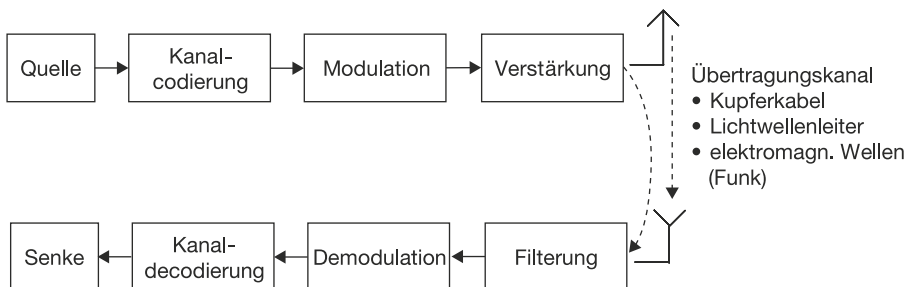 Quelle
Kanal-
codierung
Modulation
Verstärkung
Übertragungskanal
• Kupferkabel
• Lichtwellenleiter
• elektromagn. Wellen
(Funk)
Senke
Kanal-
decodierung
Demodulation
Filterung